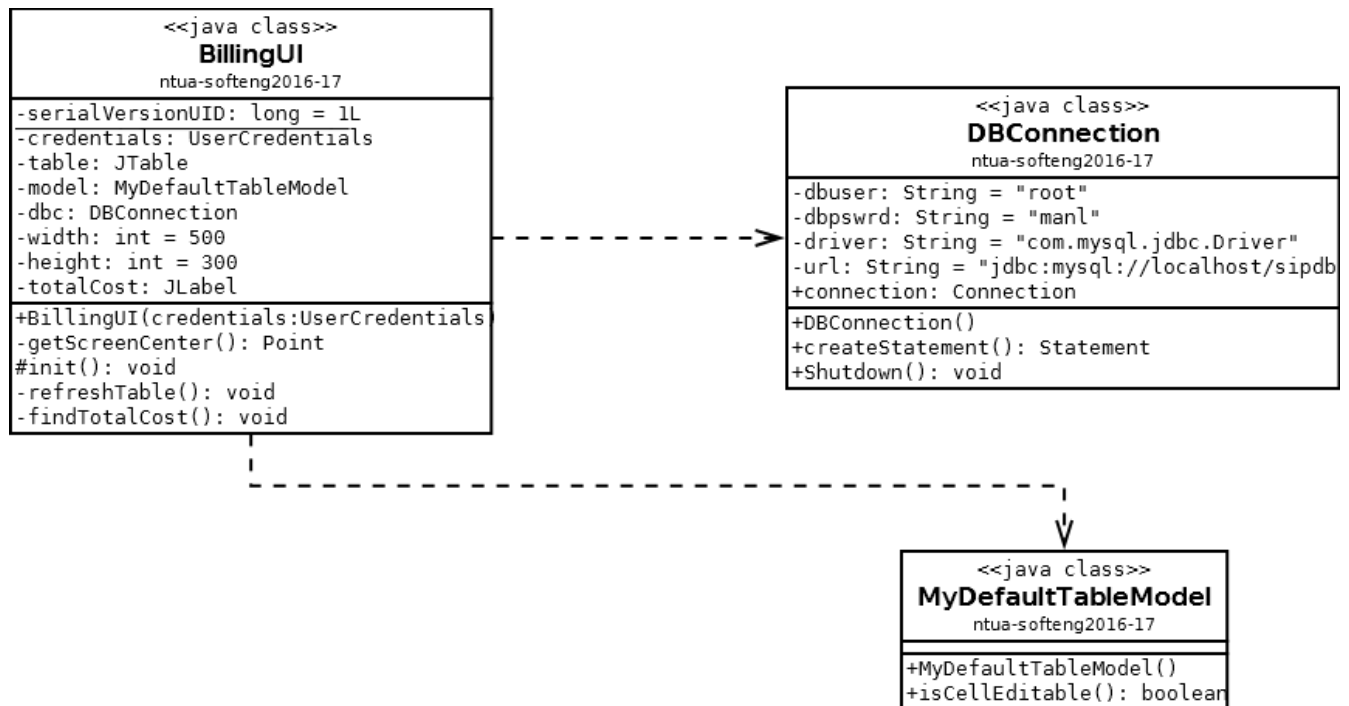 <<java class>>
BillingUI
ntua-softeng2016-17
-serialVersionUID: long = 1L
-credentials: UserCredentials
-table: JTable
-model: MyDefaultTableModel
-dbc: DBConnection
-width: int = 500
-height: int = 300
-totalCost: JLabel
+BillingUI(credentials:UserCredentials)
-getScreenCenter(): Point
#init(): void
-refreshTable(): void
-findTotalCost(): void
<<java class>>
DBConnection
ntua-softeng2016-17
-dbuser: String = "root"
-dbpswrd: String = "manl"
-driver: String = "com.mysql.jdbc.Driver"
-url: String = "jdbc:mysql://localhost/sipdb
+connection: Connection
+DBConnection()
+createStatement(): Statement
+Shutdown(): void
<<java class>>
MyDefaultTableModel
ntua-softeng2016-17
+MyDefaultTableModel()
+isCellEditable(): boolean